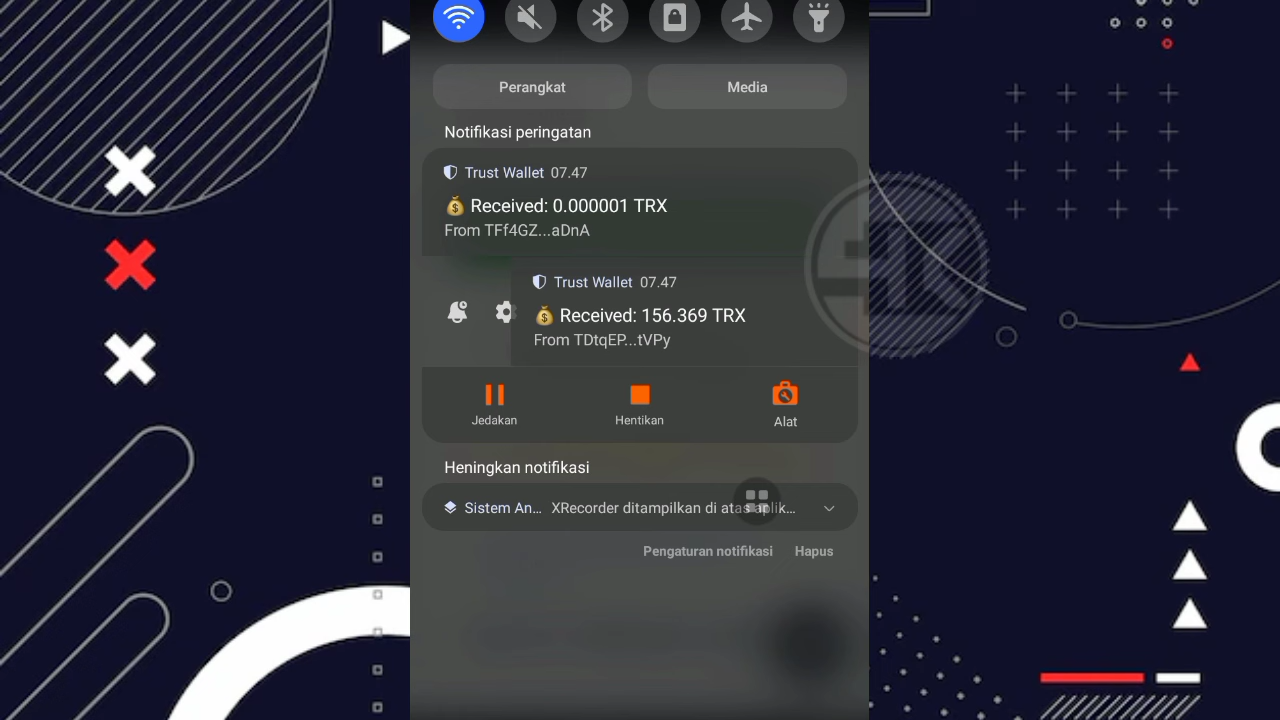 Perangkat
Media
Notifikasi peringatan
Trust Wallet 07.47
💰 Received: 0.000001 TRX
From TFf4GZ...aDnA
Trust Wallet 07.47
💰 Received: 156.369 TRX
From TDtqEP...tVPy
Jedakan
Hentikan
Alat
Heningkan notifikasi
Sistem An... XRecorder ditampilkan di atas aplik...
Pengaturan notifikasi
Hapus